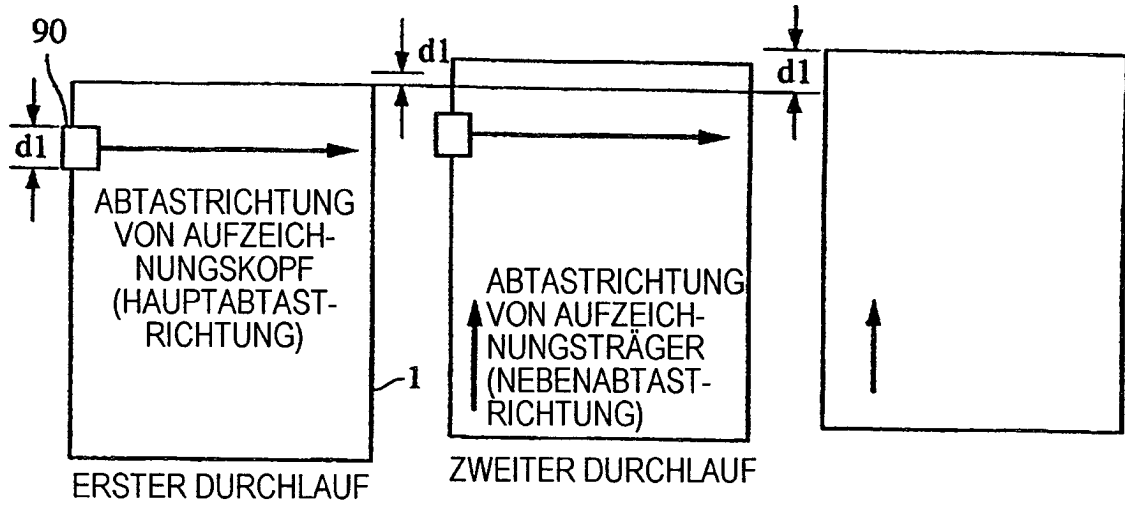 90
d1
ABTASTRICHTUNG
VON AUFZEICH-
NUNGSKOPF
(HAUPTABTAST-
RICHTUNG)
1
ERSTER DURCHLAUF
d1
ABTASTRICHTUNG
VON AUFZEICH-
NUNGSTRÄGER
(NEBENABTAST-
RICHTUNG)
ZWEITER DURCHLAUF
d1